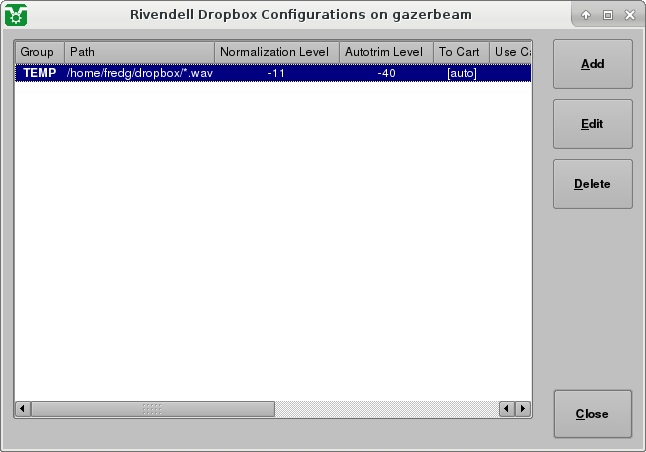 Rivendell Dropbox Configurations on gazerbeam
Group Path Normalization Level Autotrim Level To Cart Use Ca
TEMP /home/fredg/dropbox/*.wav -11 -40 [auto]
Add
Edit
Delete
Close